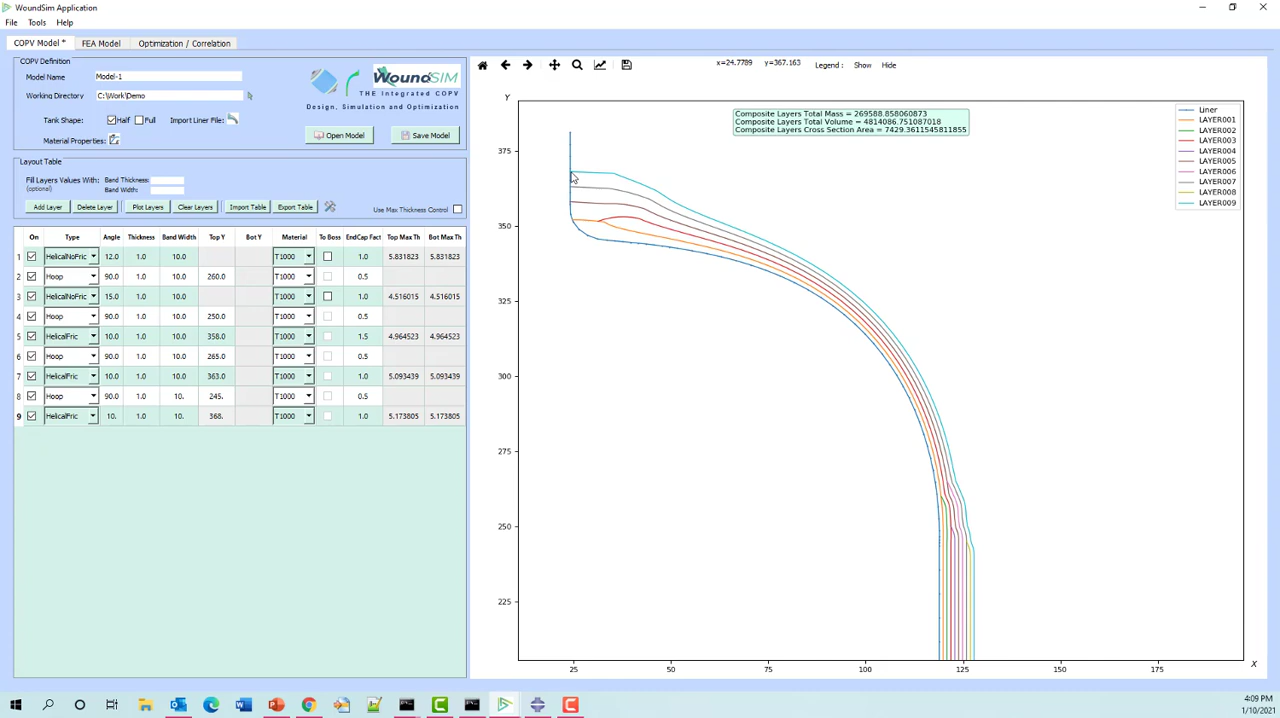 WoundSim Application
File Tools Help
COPV Model * FEA Model Optimization / Correlation
COPV Definition
Model Name Model-1
Working Directory C:\Work\Demo
WoundSIM
THE Integrated COPV
Design, Simulation and Optimization
Tank Shape: Half Full Import Liner File:
Material Properties:
Open Model Save Model
Layout Table
Fill Layers Values With: Band Thickness:
(optional) Band Width:
Add Layer Delete Layer Plot Layers Clear Layers Import Table Export Table Use Max Thickness Control
On Type Angle Thickness Band Width Top Y Bot Y Material To Boss EndCap Fact Top Max Th Bot Max Th
1 HelicalNoFric 12.0 1.0 10.0 T1000 1.0 5.831823 5.831823
2 Hoop 90.0 1.0 10.0 260.0 T1000 0.5
3 HelicalNoFric 15.0 1.0 10.0 T1000 1.0 4.516015 4.516015
4 Hoop 90.0 1.0 10.0 250.0 T1000 0.5
5 HelicalFric 10.0 1.0 10.0 358.0 T1000 1.5 4.964523 4.964523
6 Hoop 90.0 1.0 10.0 265.0 T1000 0.5
7 HelicalFric 10.0 1.0 10.0 363.0 T1000 1.0 5.093439 5.093439
8 Hoop 90.0 1.0 10. 245. T1000 0.5
9 HelicalFric 10. 1.0 10. 368. T1000 1.0 5.173805 5.173805
x=24.7789 y=367.163 Legend : Show Hide
Y
Composite Layers Total Mass = 269588.858060873
Composite Layers Total Volume = 4814086.751087018
Composite Layers Cross Section Area = 7429.3611545811855
Liner
LAYER001
LAYER002
LAYER003
LAYER004
LAYER005
LAYER006
LAYER007
LAYER008
LAYER009
375
350
325
300
275
250
225
25 50 75 100 125 150 175
X
4:09 PM
1/10/2021